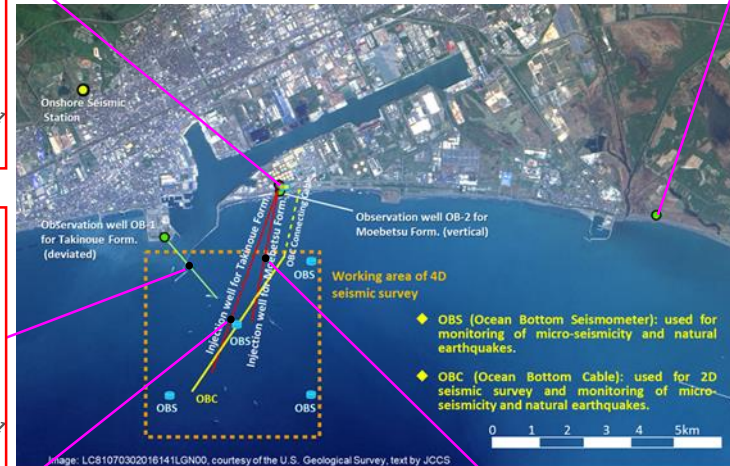 Onshore Seismic
Station
Observation well OB-1
for Takinoue Form.
(deviated)
Injection well for Takinoue Form.
Injection well for Moebetsu Form.
OBC Connecting Cable
Observation well OB-2 for
Moebetsu Form. (vertical)
Working area of 4D
seismic survey
OBS
OBS
OBS
OBS
OBC
◆ OBS (Ocean Bottom Seismometer): used for
monitoring of micro-seismicity and natural
earthquakes.
◆ OBC (Ocean Bottom Cable): used for 2D
seismic survey and monitoring of micro-
seismicity and natural earthquakes.
0 1 2 3 4 5km
Image: LC81070302016141LGN00, courtesy of the U.S. Geological Survey, text by JCCS